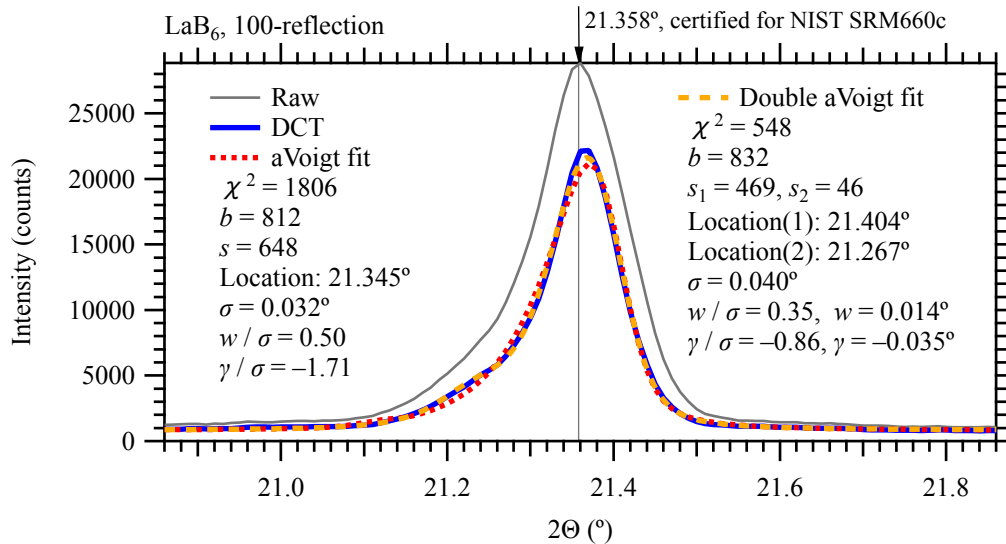 LaB₆, 100-reflection
21.358º, certified for NIST SRM660c
Raw
DCT
aVoigt fit
χ² = 1806
b = 812
s = 648
Location: 21.345º
σ = 0.032º
w / σ = 0.50
γ / σ = –1.71
Double aVoigt fit
χ² = 548
b = 832
s₁ = 469, s₂ = 46
Location(1): 21.404º
Location(2): 21.267º
σ = 0.040º
w / σ = 0.35, w = 0.014º
γ / σ = –0.86, γ = –0.035º
Intensity (counts)
25000
20000
15000
10000
5000
0
21.0 21.2 21.4 21.6 21.8
2Θ (º)